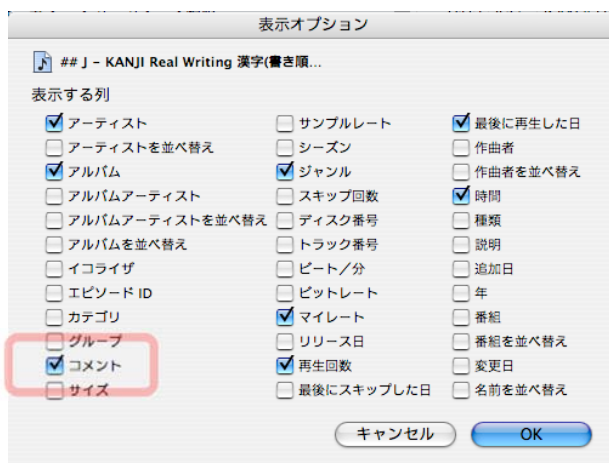 表示オプション
## J - KANJI Real Writing 漢字(書き順...
表示する列
アーティスト
アーティストを並べ替え
アルバム
アルバムアーティスト
アルバムアーティストを並べ替え
アルバムを並べ替え
イコライザ
エピソード ID
カテゴリ
グループ
コメント
サイズ
サンプルレート
シーズン
ジャンル
スキップ回数
ディスク番号
トラック番号
ビート／分
ビットレート
マイレート
リリース日
再生回数
最後にスキップした日
最後に再生した日
作曲者
作曲者を並べ替え
時間
種類
説明
追加日
年
番組
番組を並べ替え
変更日
名前を並べ替え
キャンセル
OK